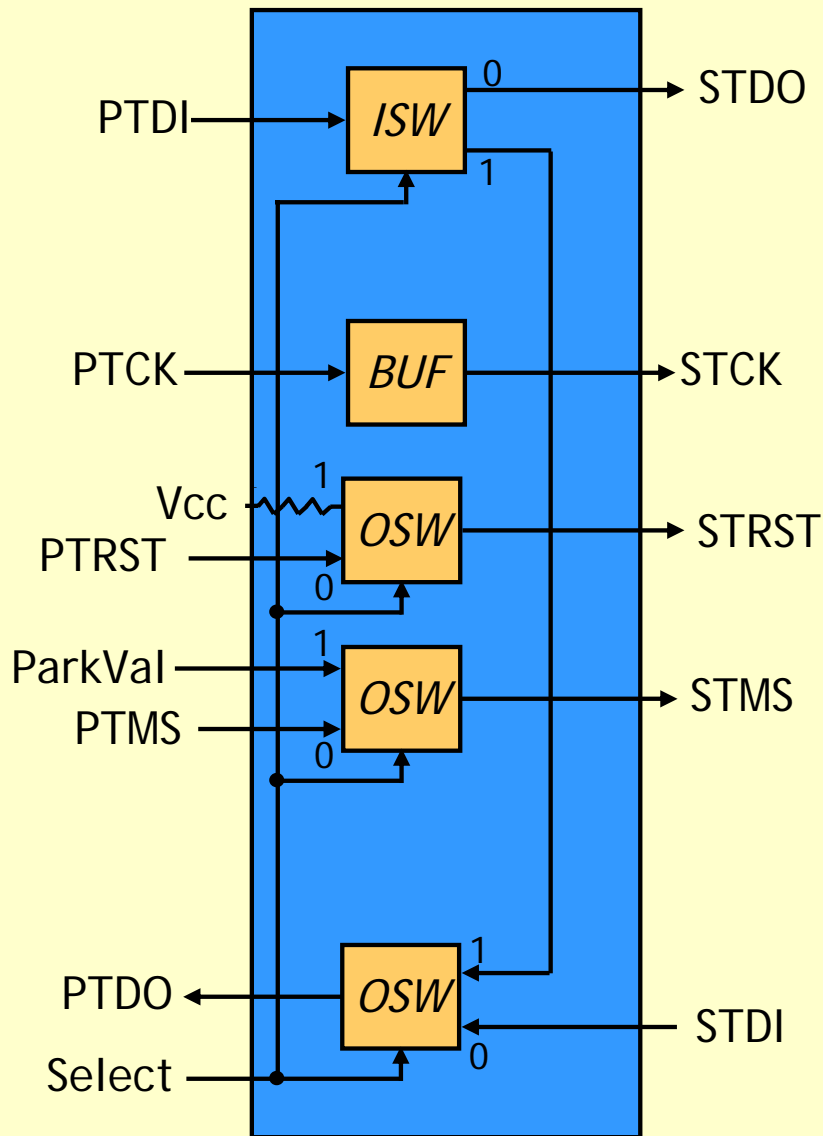 0
STDO
PTDI
ISW
1
PTCK
BUF
STCK
1
Vcc
OSW
STRST
PTRST
0
1
ParkVal
OSW
STMS
PTMS
0
1
PTDO
OSW
STDI
0
Select